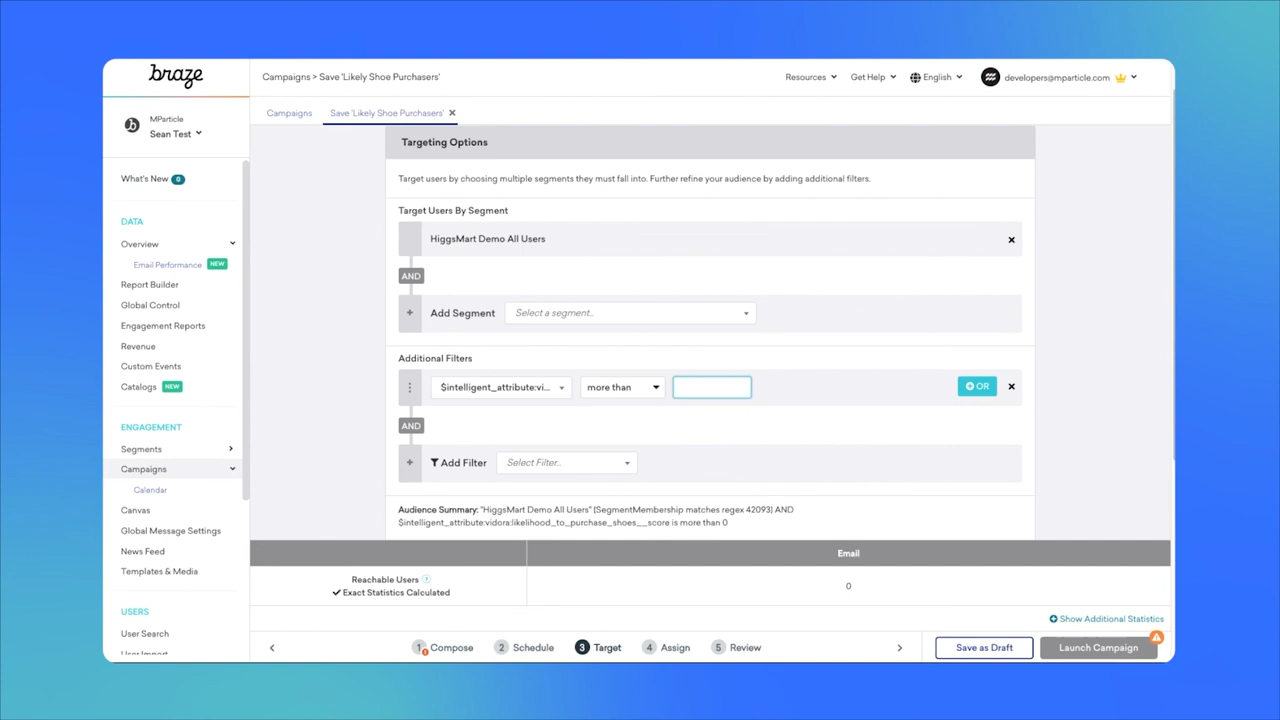 braze
MParticle
Sean Test
What's New 0
DATA
Overview
Email Performance NEW
Report Builder
Global Control
Engagement Reports
Revenue
Custom Events
Catalogs NEW
ENGAGEMENT
Segments
Campaigns
Calendar
Canvas
Global Message Settings
News Feed
Templates & Media
USERS
User Search
User Import
Campaigns > Save 'Likely Shoe Purchasers'
Resources Get Help English developers@mparticle.com
Campaigns Save 'Likely Shoe Purchasers' ×
Targeting Options
Target users by choosing multiple segments they must fall into. Further refine your audience by adding additional filters.
Target Users By Segment
HiggsMart Demo All Users ×
AND
+ Add Segment Select a segment..
Additional Filters
$intelligent_attribute:vi... more than + OR ×
AND
+ Add Filter Select Filter...
Audience Summary: "HiggsMart Demo All Users" [SegmentMembership matches regex 42093] AND
$intelligent_attribute:vidora:likelihood_to_purchase_shoes__score is more than 0
Email
Reachable Users ?
Exact Statistics Calculated
0
+ Show Additional Statistics
< 1 ! Compose 2 Schedule 3 Target 4 Assign 5 Review > Save as Draft Launch Campaign !